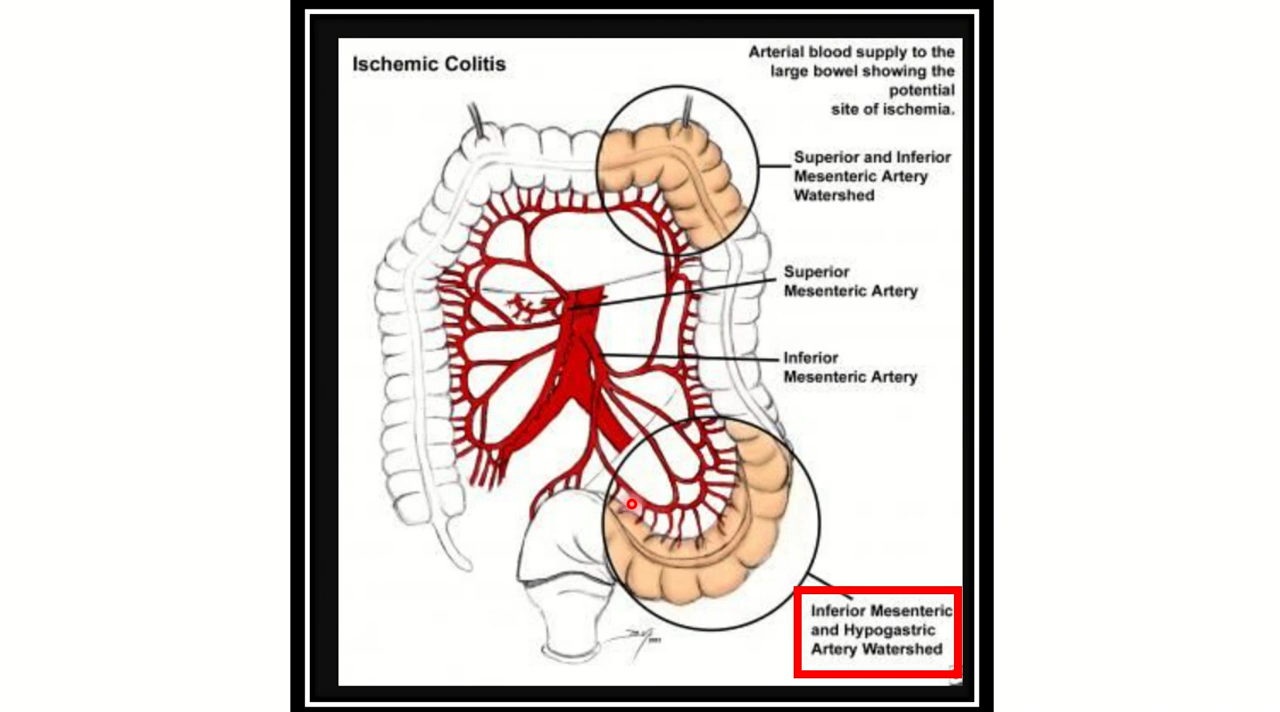 Ischemic Colitis
Arterial blood supply to the
large bowel showing the
potential
site of ischemia.
Superior and Inferior
Mesenteric Artery
Watershed
Superior
Mesenteric Artery
Inferior
Mesenteric Artery
Inferior Mesenteric
and Hypogastric
Artery Watershed